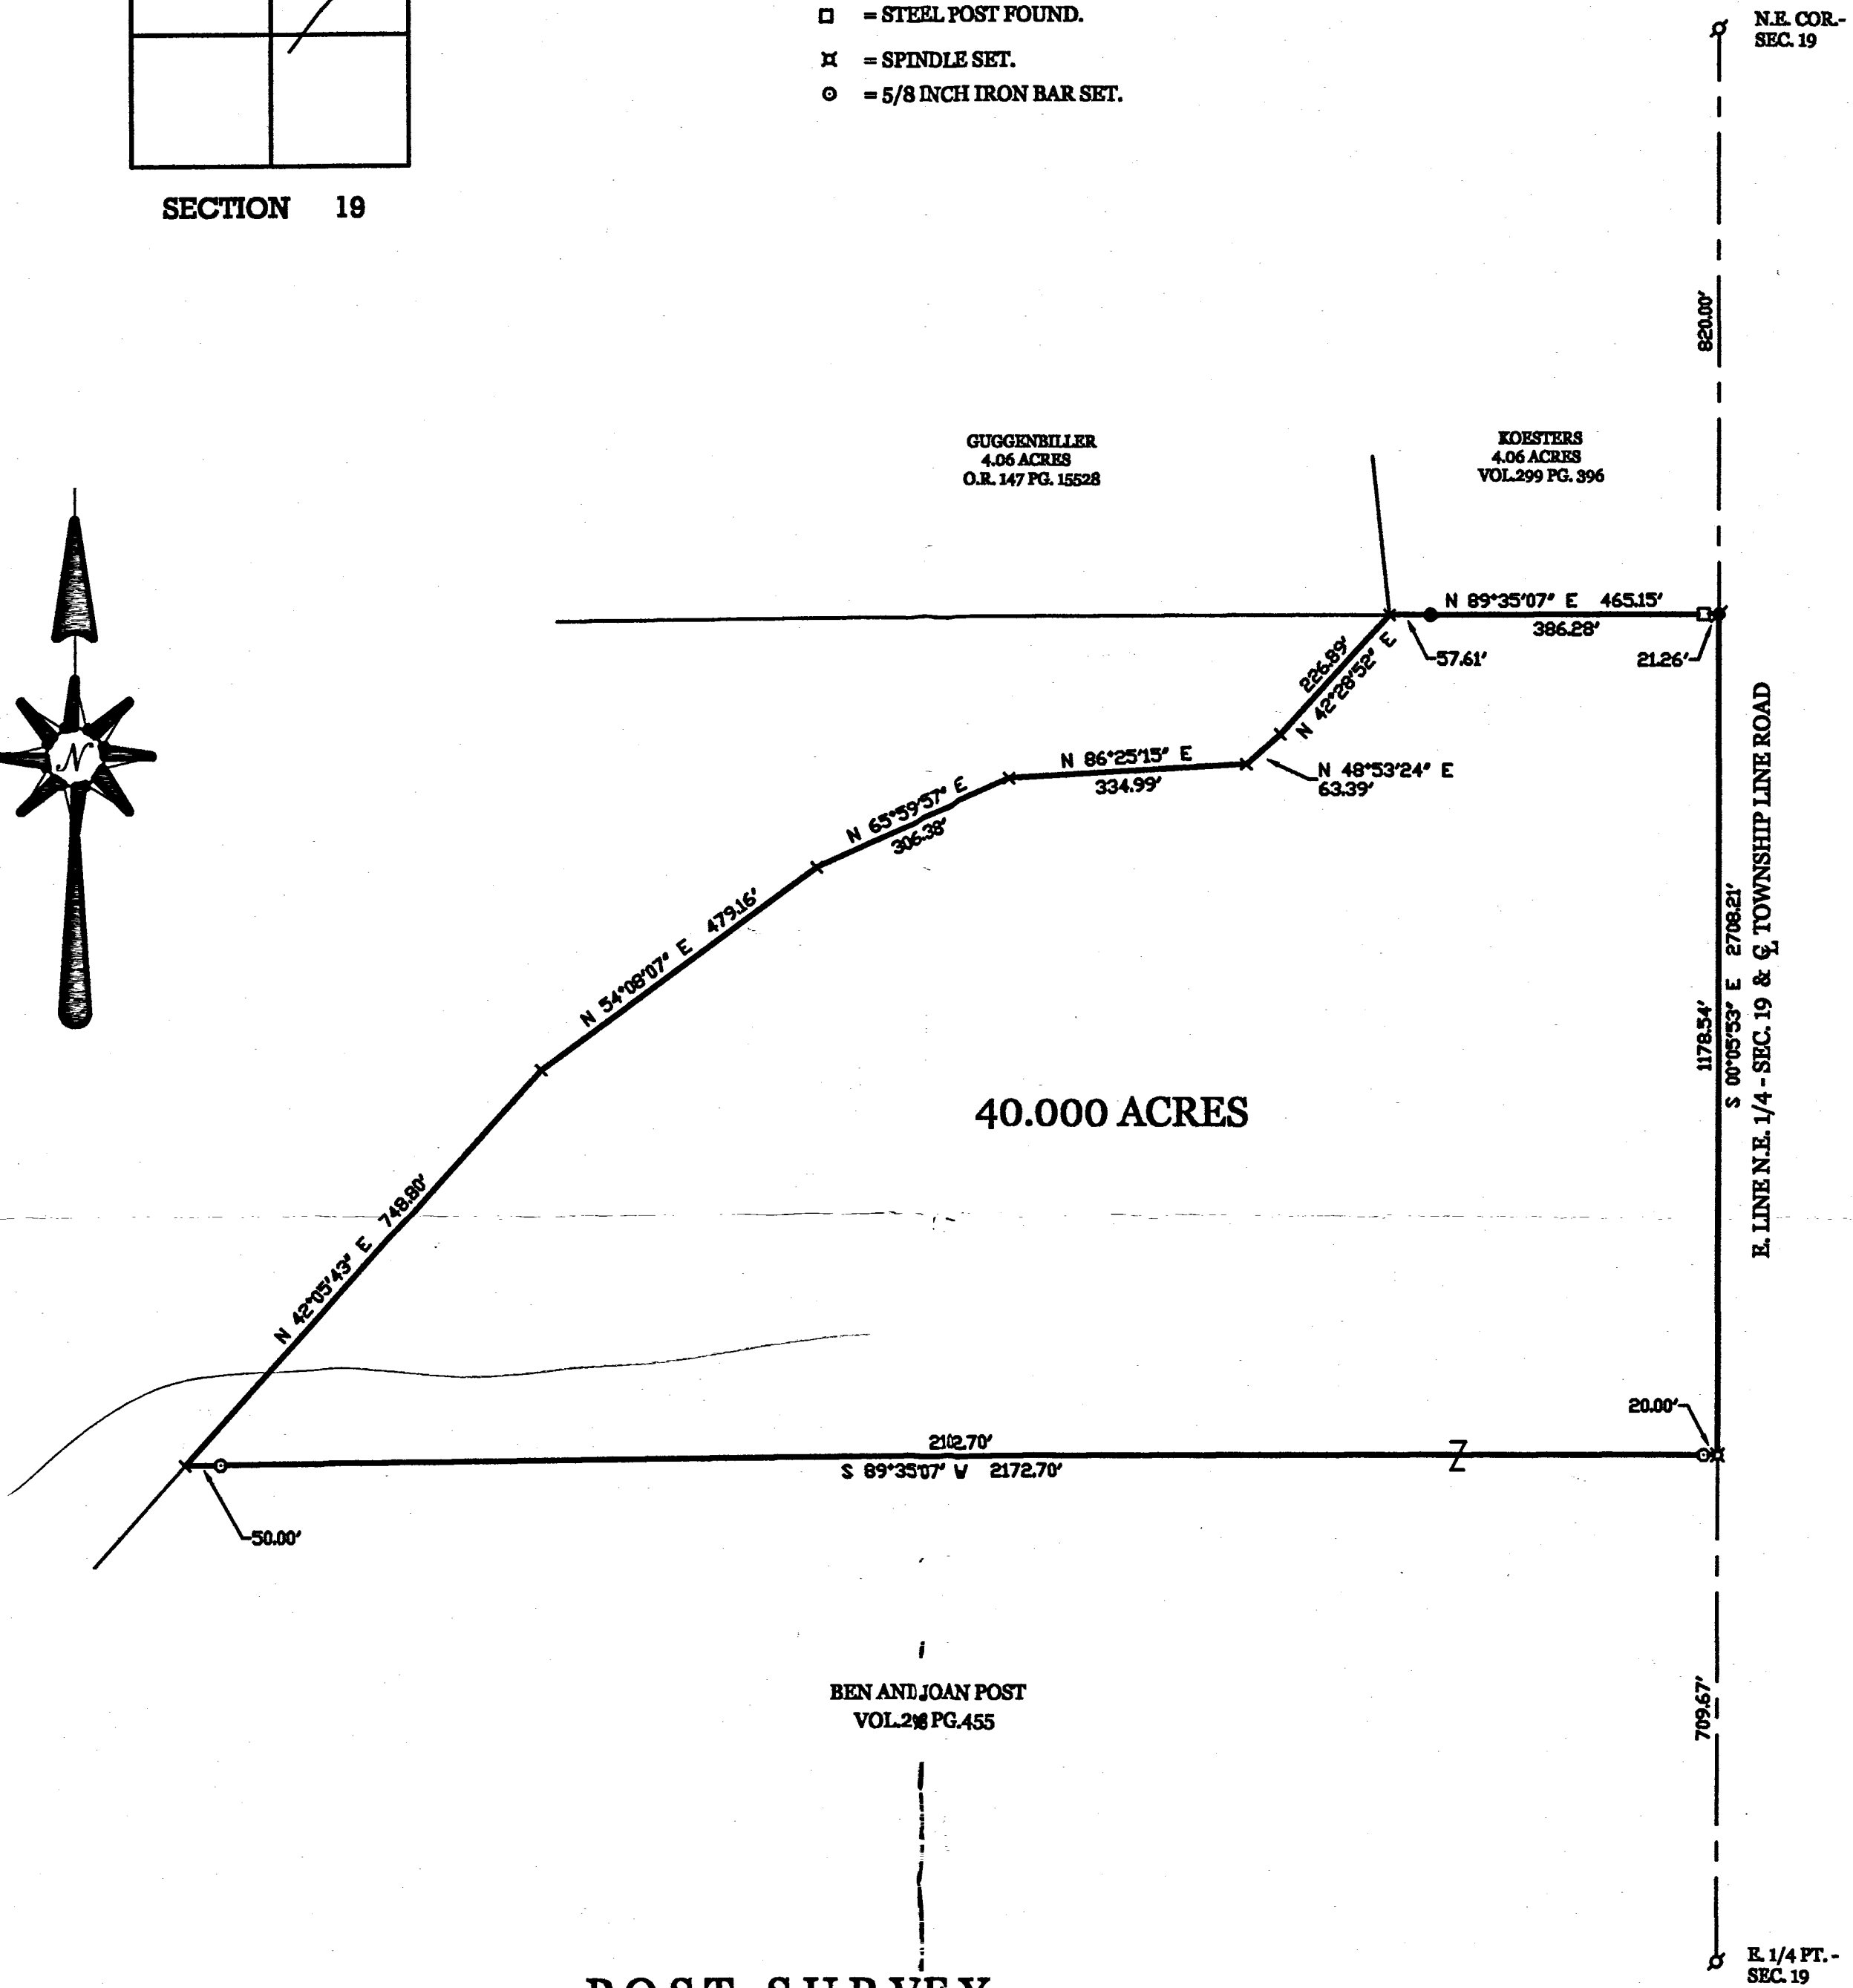 □ = STEEL POST FOUND.
= SPINDLE SET.
= 5/8 INCH IRON BAR SET.
N.E. COR.-
SEC. 19
SECTION 19
820.00'
GUGGENBILLER
4.06 ACRES
O.R. 147 PG. 15528
KOESTERS
4.06 ACRES
VOL.299 PG. 396
N 89°35'07" E 465.15'
386.28'
57.61'
21.26'
226.89'
N 42°28'52" E
N 86°25'15" E
334.99'
N 48°53'24" E
63.39'
N 65°59'57" E
306.38'
N
N 54°08'07" E 479.16'
1178.54'
S 00°05'53" E 2708.21'
E. LINE N.E. 1/4 - SEC. 19 & ℄ TOWNSHIP LINE ROAD
40.000 ACRES
N 42°05'43" E 748.80'
20.00'
2102.70'
Z
S 89°35'07" W 2172.70'
50.00'
BEN AND JOAN POST
PG.455
709.67'
E. 1/4 PT. -
SEC. 19
POST SURVEY